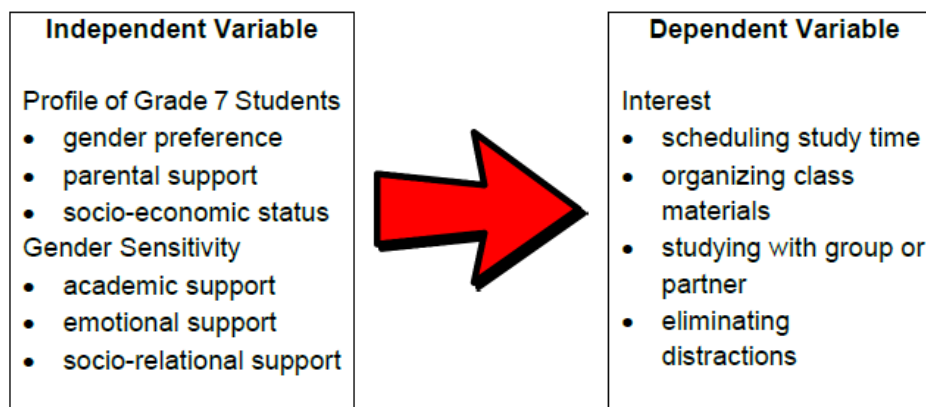 Independent Variable
Profile of Grade 7 Students
• gender preference
• parental support
• socio-economic status
Gender Sensitivity
• academic support
• emotional support
• socio-relational support
Dependent Variable
Interest
• scheduling study time
• organizing class
materials
• studying with group or
partner
• eliminating
distractions